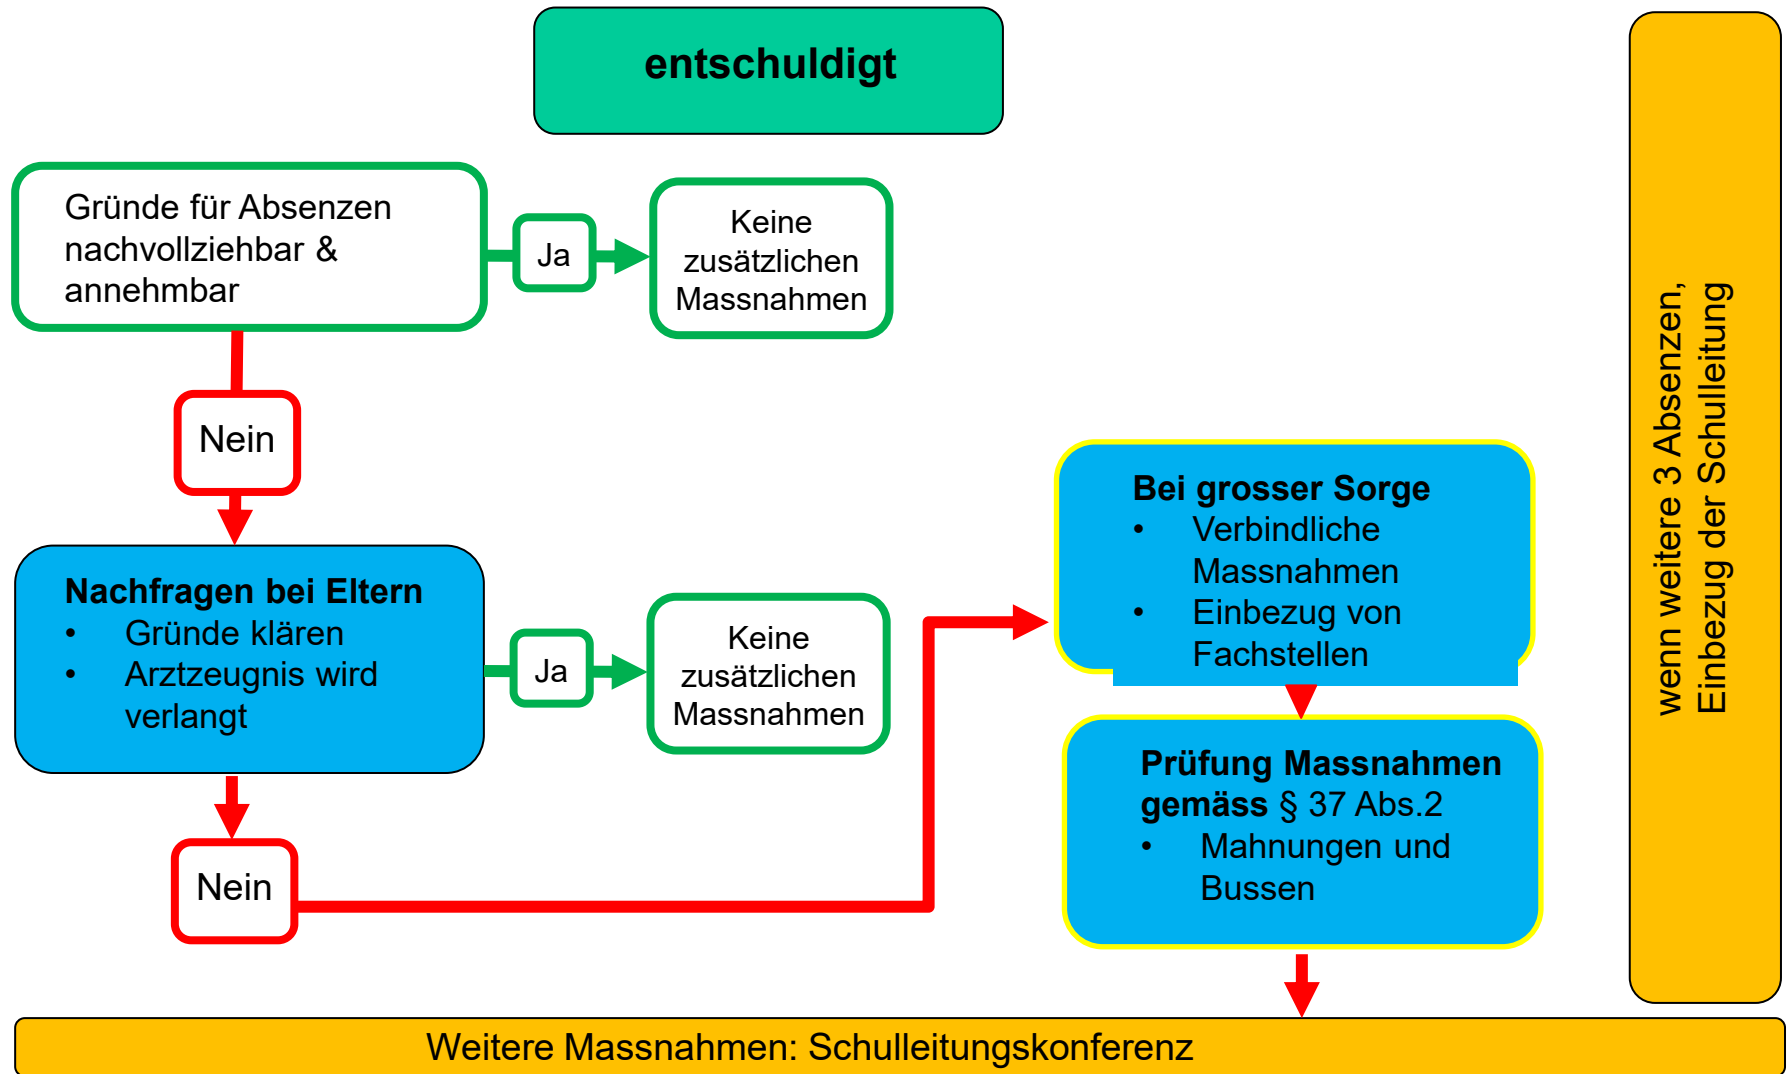 entschuldigt
Gründe für Absenzen
nachvollziehbar &
annehmbar
Ja
Keine
zusätzlichen
Massnahmen
Nein
Nachfragen bei Eltern
• Gründe klären
• Arztzeugnis wird
verlangt
Ja
Keine
zusätzlichen
Massnahmen
Nein
Bei grosser Sorge
• Verbindliche
Massnahmen
• Einbezug von
Fachstellen
Prüfung Massnahmen
gemäss § 37 Abs.2
• Mahnungen und
Bussen
wenn weitere 3 Absenzen,
Einbezug der Schulleitung
Weitere Massnahmen: Schulleitungskonferenz